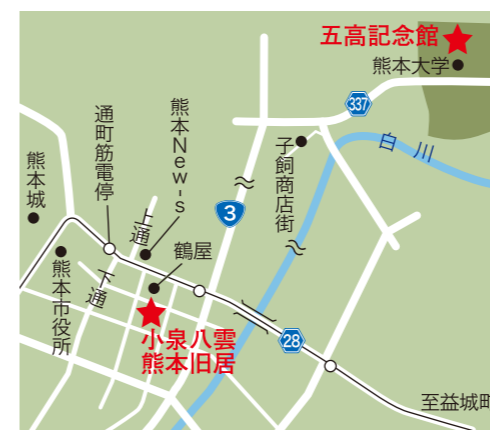 五高記念館
熊本大学
337
白川
子飼商店街
熊本New-s
通町筋電停
熊本城
3
上通
鶴屋
下通
熊本市役所
小泉八雲
熊本旧居
28
至益城町